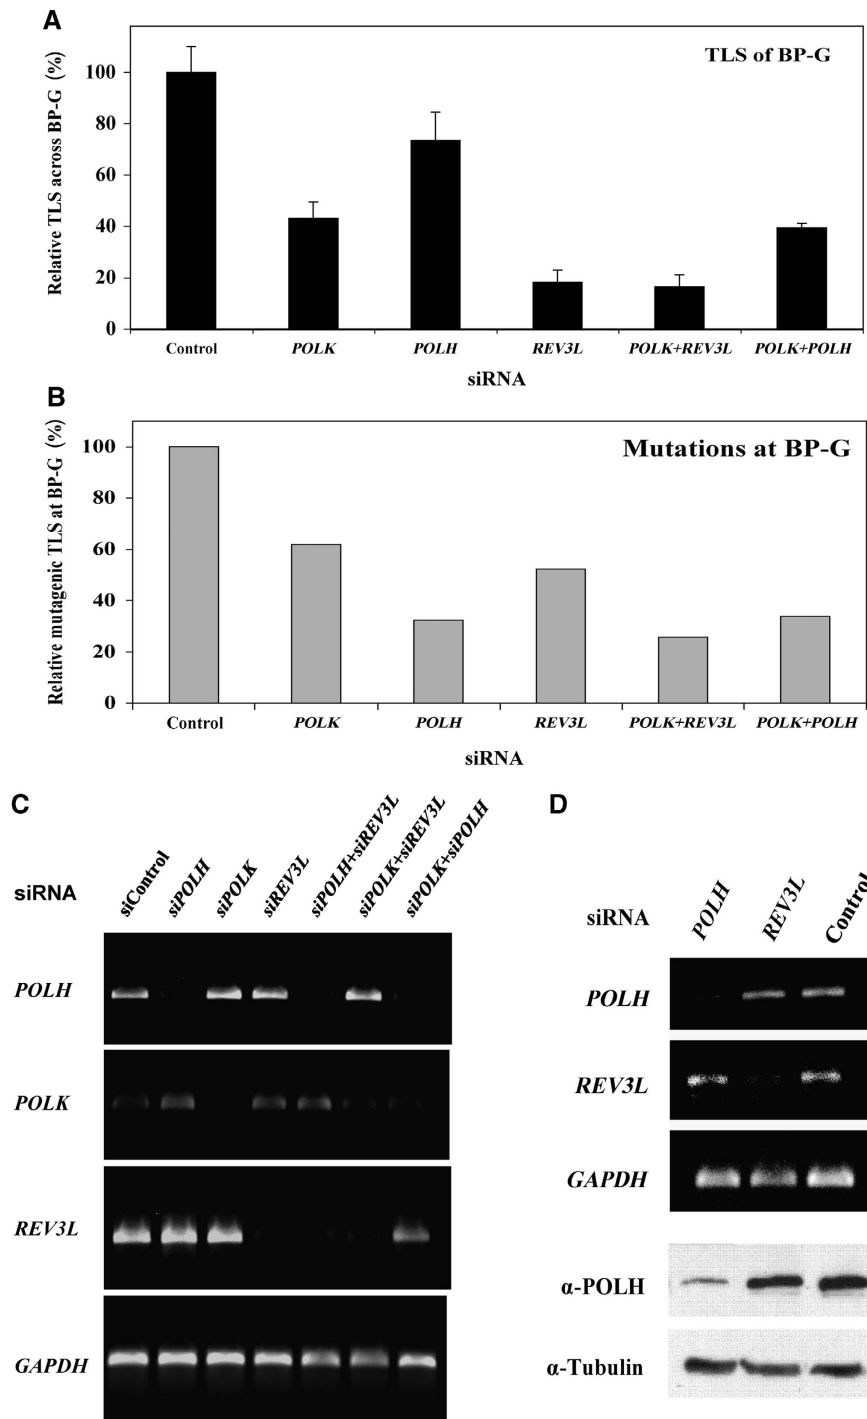 A
TLS of BP-G
Relative TLS across BP-G (%)
100
80
60
40
20
0
Control POLK POLH REV3L POLK+REV3L POLK+POLH
siRNA
B
Mutations at BP-G
Relative mutagenic TLS at BP-G (%)
100
80
60
40
20
0
Control POLK POLH REV3L POLK+REV3L POLK+POLH
siRNA
C
siRNA
siControl
siPOLH
siPOLK
siREV3L
siPOLH+siREV3L
siPOLK+siREV3L
siPOLK+siPOLH
POLH
POLK
REV3L
GAPDH
D
siRNA
POLH
REV3L
Control
POLH
REV3L
GAPDH
α-POLH
α-Tubulin